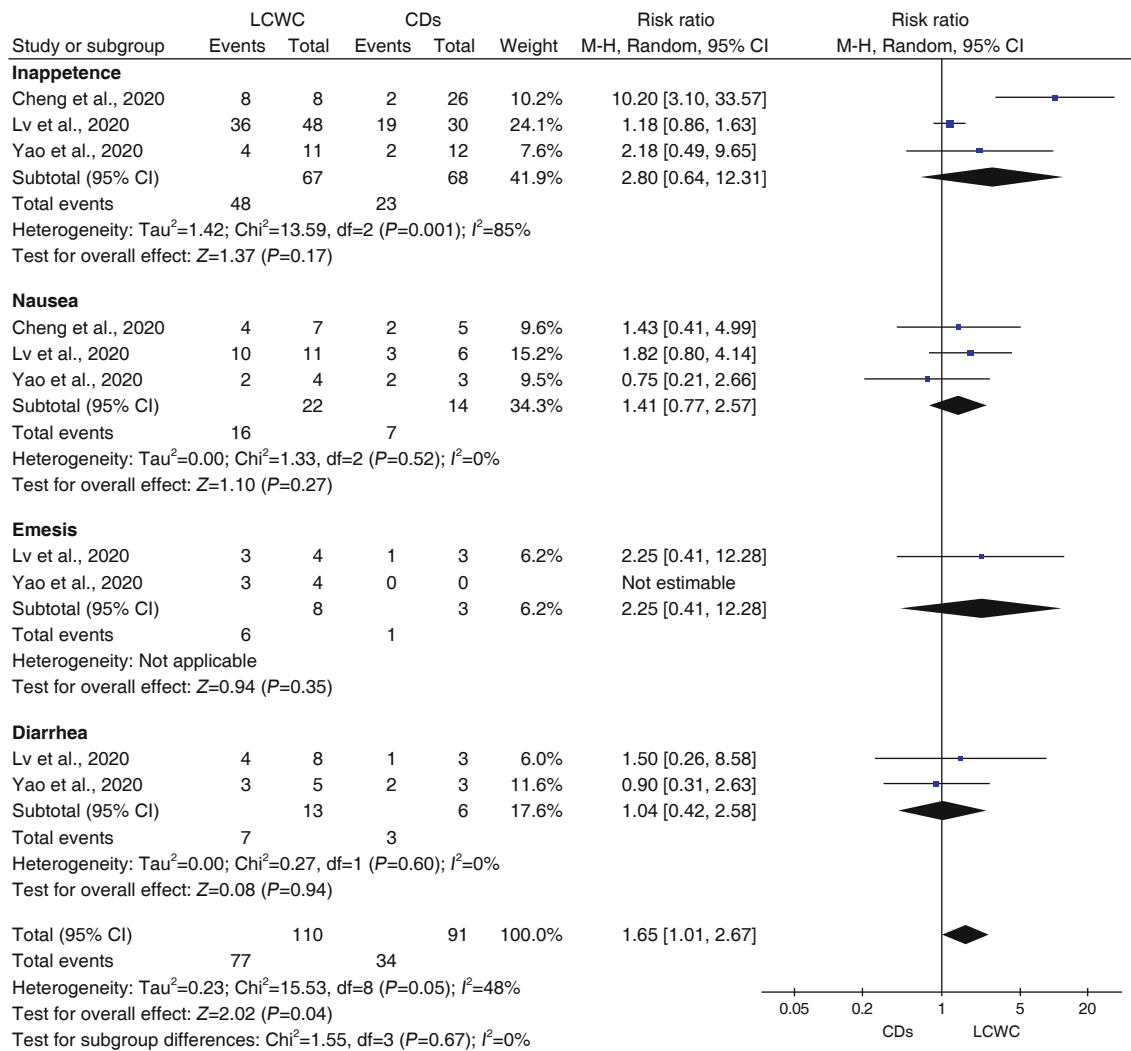 LCWC CDs Risk ratio Risk ratio
Study or subgroup Events Total Events Total Weight M-H, Random, 95% CI M-H, Random, 95% CI
Inappetence
Cheng et al., 2020 8 8 2 26 10.2% 10.20 [3.10, 33.57]
Lv et al., 2020 36 48 19 30 24.1% 1.18 [0.86, 1.63]
Yao et al., 2020 4 11 2 12 7.6% 2.18 [0.49, 9.65]
Subtotal (95% CI) 67 68 41.9% 2.80 [0.64, 12.31]
Total events 48 23
Heterogeneity: Tau²=1.42; Chi²=13.59, df=2 (P=0.001); I²=85%
Test for overall effect: Z=1.37 (P=0.17)
Nausea
Cheng et al., 2020 4 7 2 5 9.6% 1.43 [0.41, 4.99]
Lv et al., 2020 10 11 3 6 15.2% 1.82 [0.80, 4.14]
Yao et al., 2020 2 4 2 3 9.5% 0.75 [0.21, 2.66]
Subtotal (95% CI) 22 14 34.3% 1.41 [0.77, 2.57]
Total events 16 7
Heterogeneity: Tau²=0.00; Chi²=1.33, df=2 (P=0.52); I²=0%
Test for overall effect: Z=1.10 (P=0.27)
Emesis
Lv et al., 2020 3 4 1 3 6.2% 2.25 [0.41, 12.28]
Yao et al., 2020 3 4 0 0 Not estimable
Subtotal (95% CI) 8 3 6.2% 2.25 [0.41, 12.28]
Total events 6 1
Heterogeneity: Not applicable
Test for overall effect: Z=0.94 (P=0.35)
Diarrhea
Lv et al., 2020 4 8 1 3 6.0% 1.50 [0.26, 8.58]
Yao et al., 2020 3 5 2 3 11.6% 0.90 [0.31, 2.63]
Subtotal (95% CI) 13 6 17.6% 1.04 [0.42, 2.58]
Total events 7 3
Heterogeneity: Tau²=0.00; Chi²=0.27, df=1 (P=0.60); I²=0%
Test for overall effect: Z=0.08 (P=0.94)
Total (95% CI) 110 91 100.0% 1.65 [1.01, 2.67]
Total events 77 34
Heterogeneity: Tau²=0.23; Chi²=15.53, df=8 (P=0.05); I²=48%
Test for overall effect: Z=2.02 (P=0.04)
Test for subgroup differences: Chi²=1.55, df=3 (P=0.67); I²=0%
0.05 0.2 1 5 20
CDs LCWC